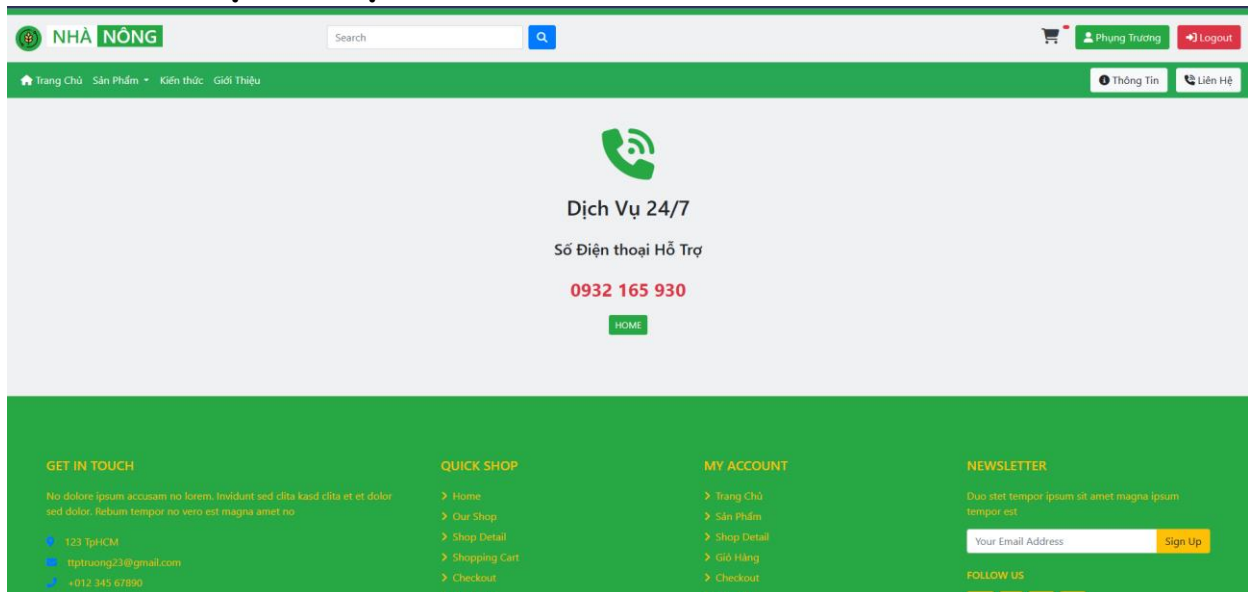 NHÀ NÔNG
Search
Phụng Trương
Logout
Trang Chủ Sản Phẩm Kiến thức Giới Thiệu
Thông Tin
Liên Hệ
Dịch Vụ 24/7
Số Điện thoại Hỗ Trợ
0932 165 930
HOME
GET IN TOUCH
No dolore ipsum accusam no lorem. Invidunt sed clita kasd clita et et dolor
sed dolor. Rebum tempor no vero est magna amet no
123 TpHCM
ttptruong23@gmail.com
+012 345 67890
QUICK SHOP
Home
Our Shop
Shop Detail
Shopping Cart
Checkout
MY ACCOUNT
Trang Chủ
Sản Phẩm
Shop Detail
Giỏ Hàng
Checkout
NEWSLETTER
Duo stet tempor ipsum sit amet magna ipsum
tempor est
Your Email Address
Sign Up
FOLLOW US